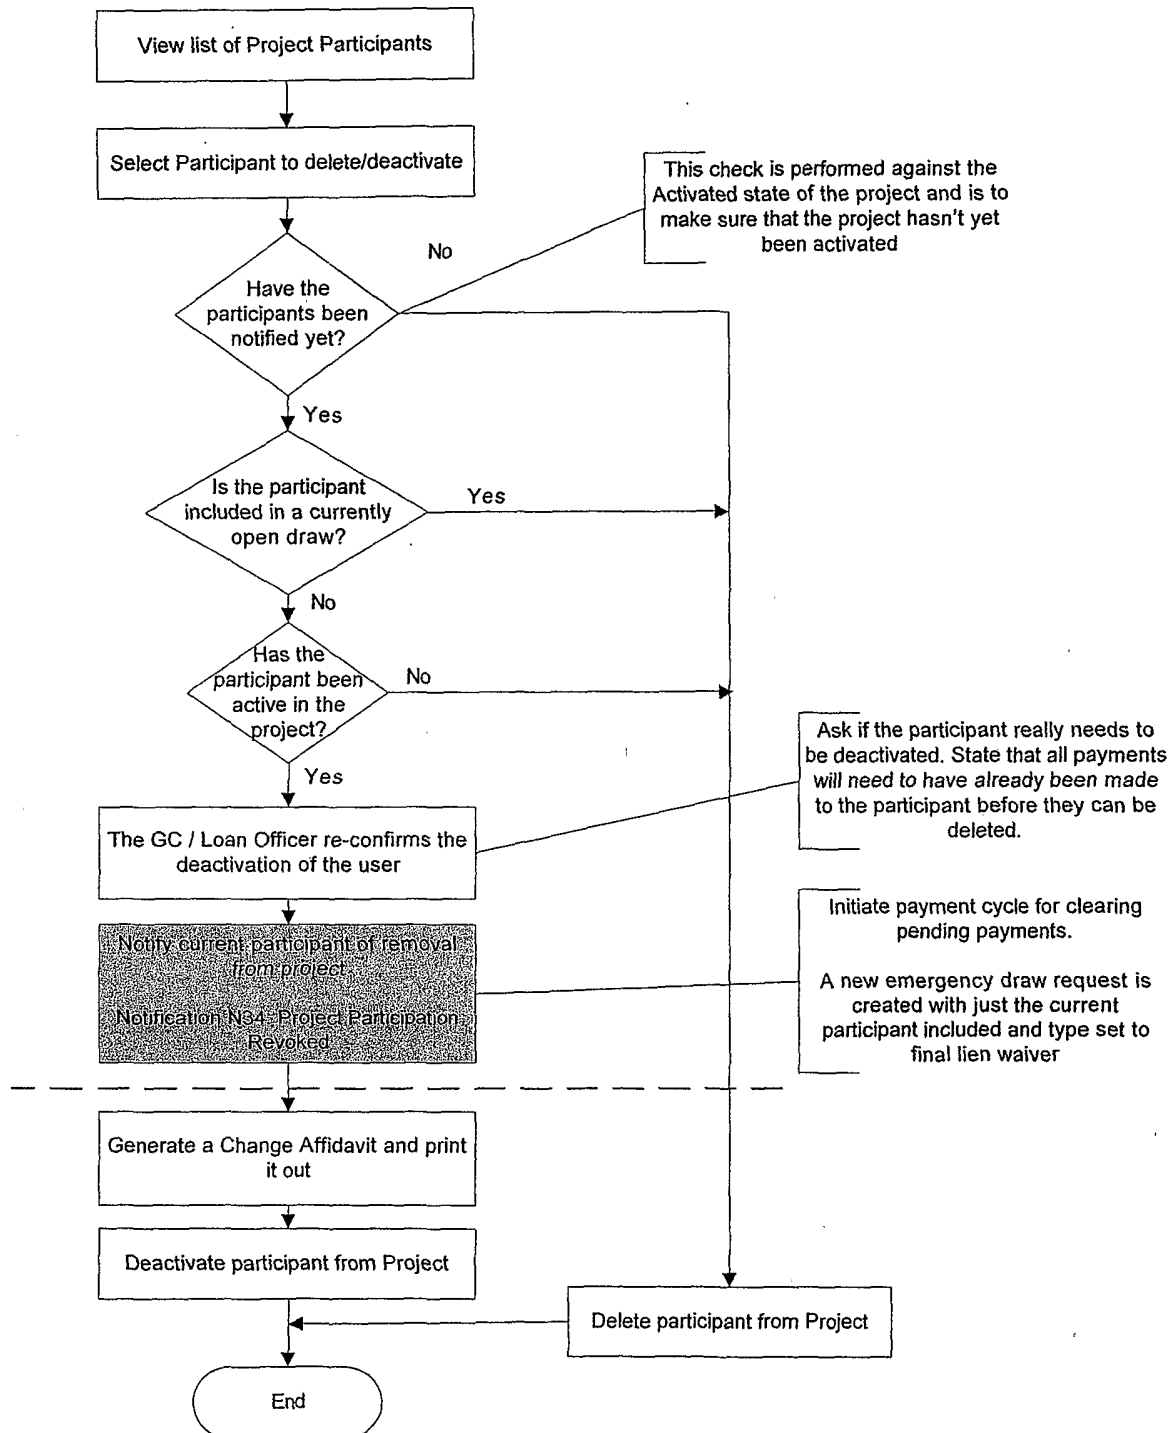 View list of Project Participants
Select Participant to delete/deactivate
This check is performed against the
Activated state of the project and is to
make sure that the project hasn't yet
been activated
No
Have the
participants been
notified yet?
Yes
Is the participant
included in a currently
open draw?
Yes
No
Has the
participant been
active in the
project?
No
Yes
Ask if the participant really needs to
be deactivated. State that all payments
will need to have already been made
to the participant before they can be
deleted.
The GC / Loan Officer re-confirms the
deactivation of the user
Notify current participant of removal
from project
Notification N34- Project Participation
Revoked
Initiate payment cycle for clearing
pending payments.
A new emergency draw request is
created with just the current
participant included and type set to
final lien waiver
Generate a Change Affidavit and print
it out
Deactivate participant from Project
Delete participant from Project
End